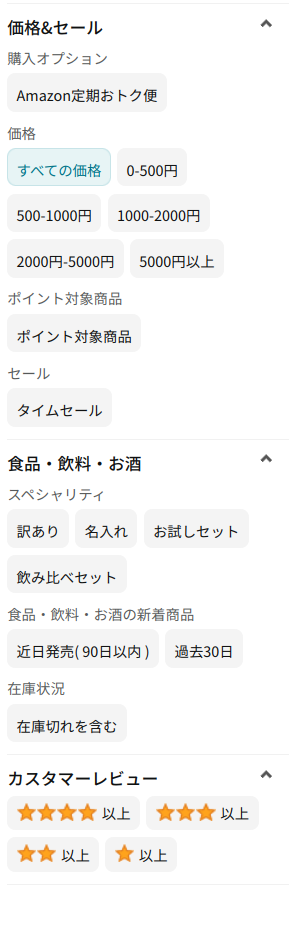 価格&セール
購入オプション
Amazon定期おトク便
価格
すべての価格 0-500円
500-1000円 1000-2000円
2000円-5000円 5000円以上
ポイント対象商品
ポイント対象商品
セール
タイムセール
食品・飲料・お酒
スペシャリティ
訳あり 名入れ お試しセット
飲み比べセット
食品・飲料・お酒の新着商品
近日発売( 90日以内 ) 過去30日
在庫状況
在庫切れを含む
カスタマーレビュー
以上 以上
以上 以上